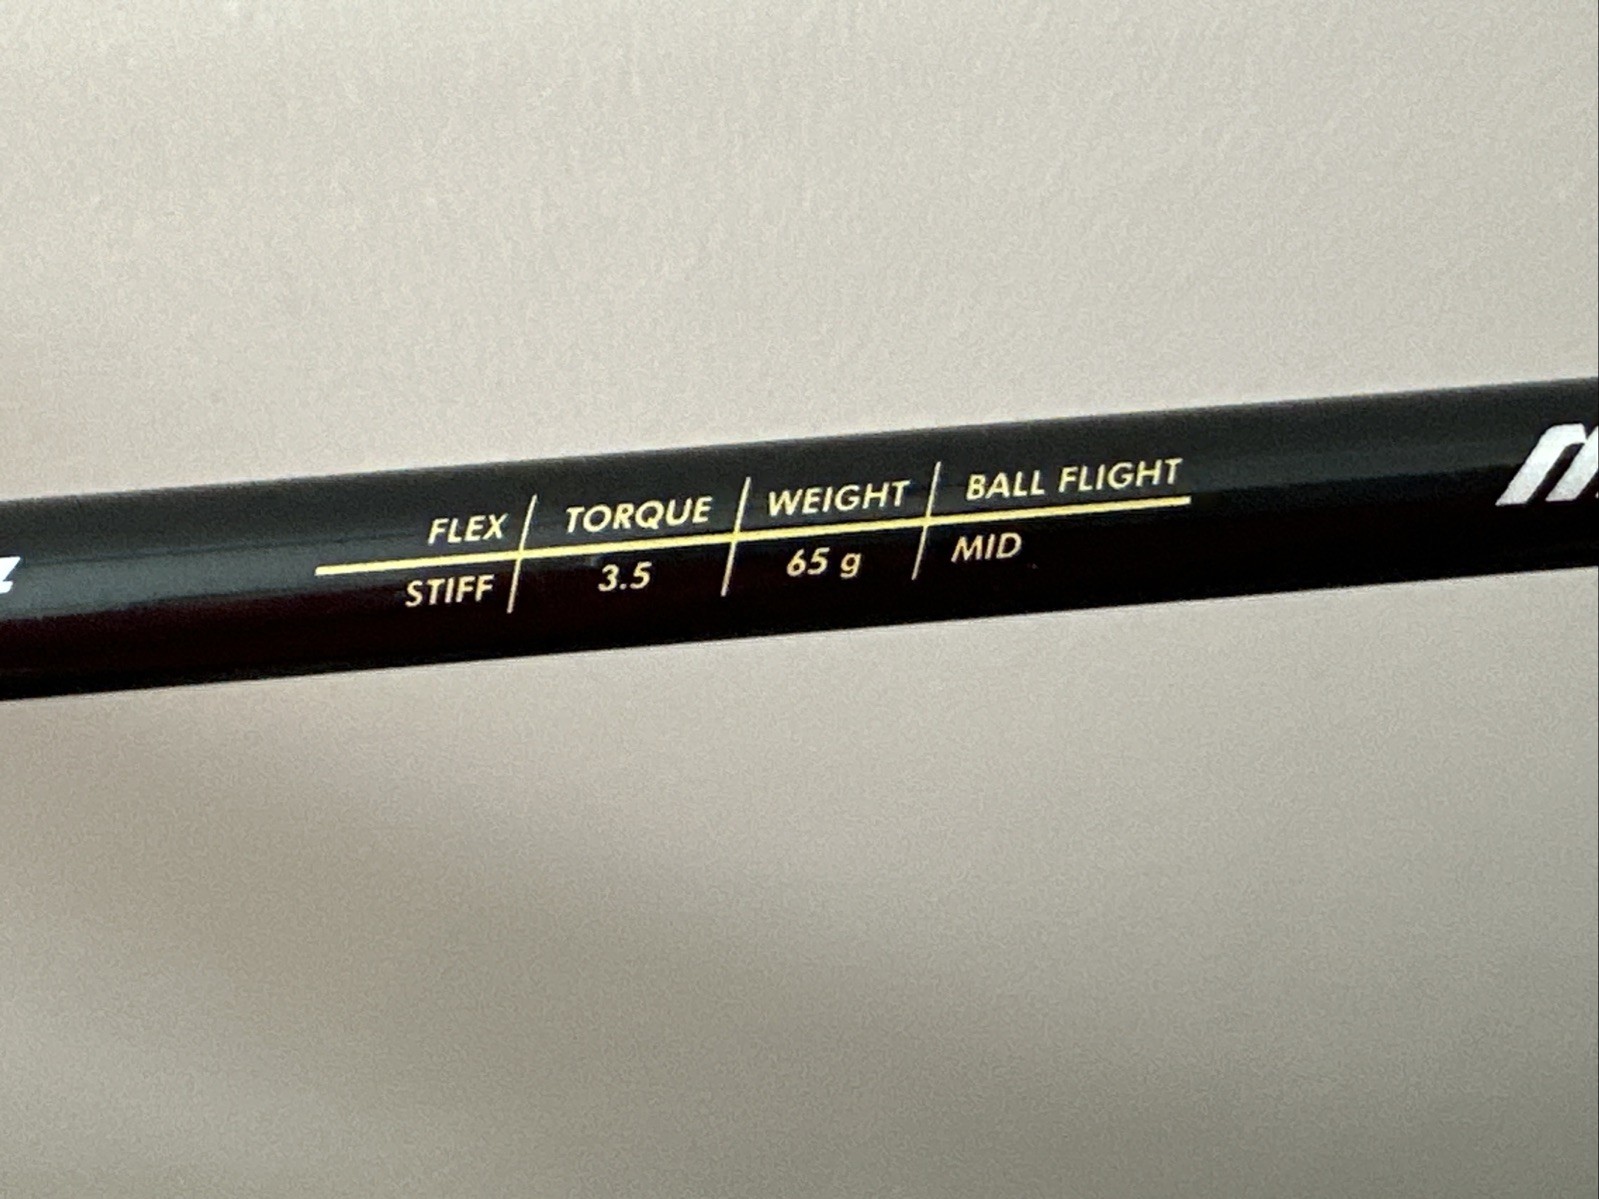 FLEX / TORQUE / WEIGHT / BALL FLIGHT
STIFF / 3.5 / 65 g / MID